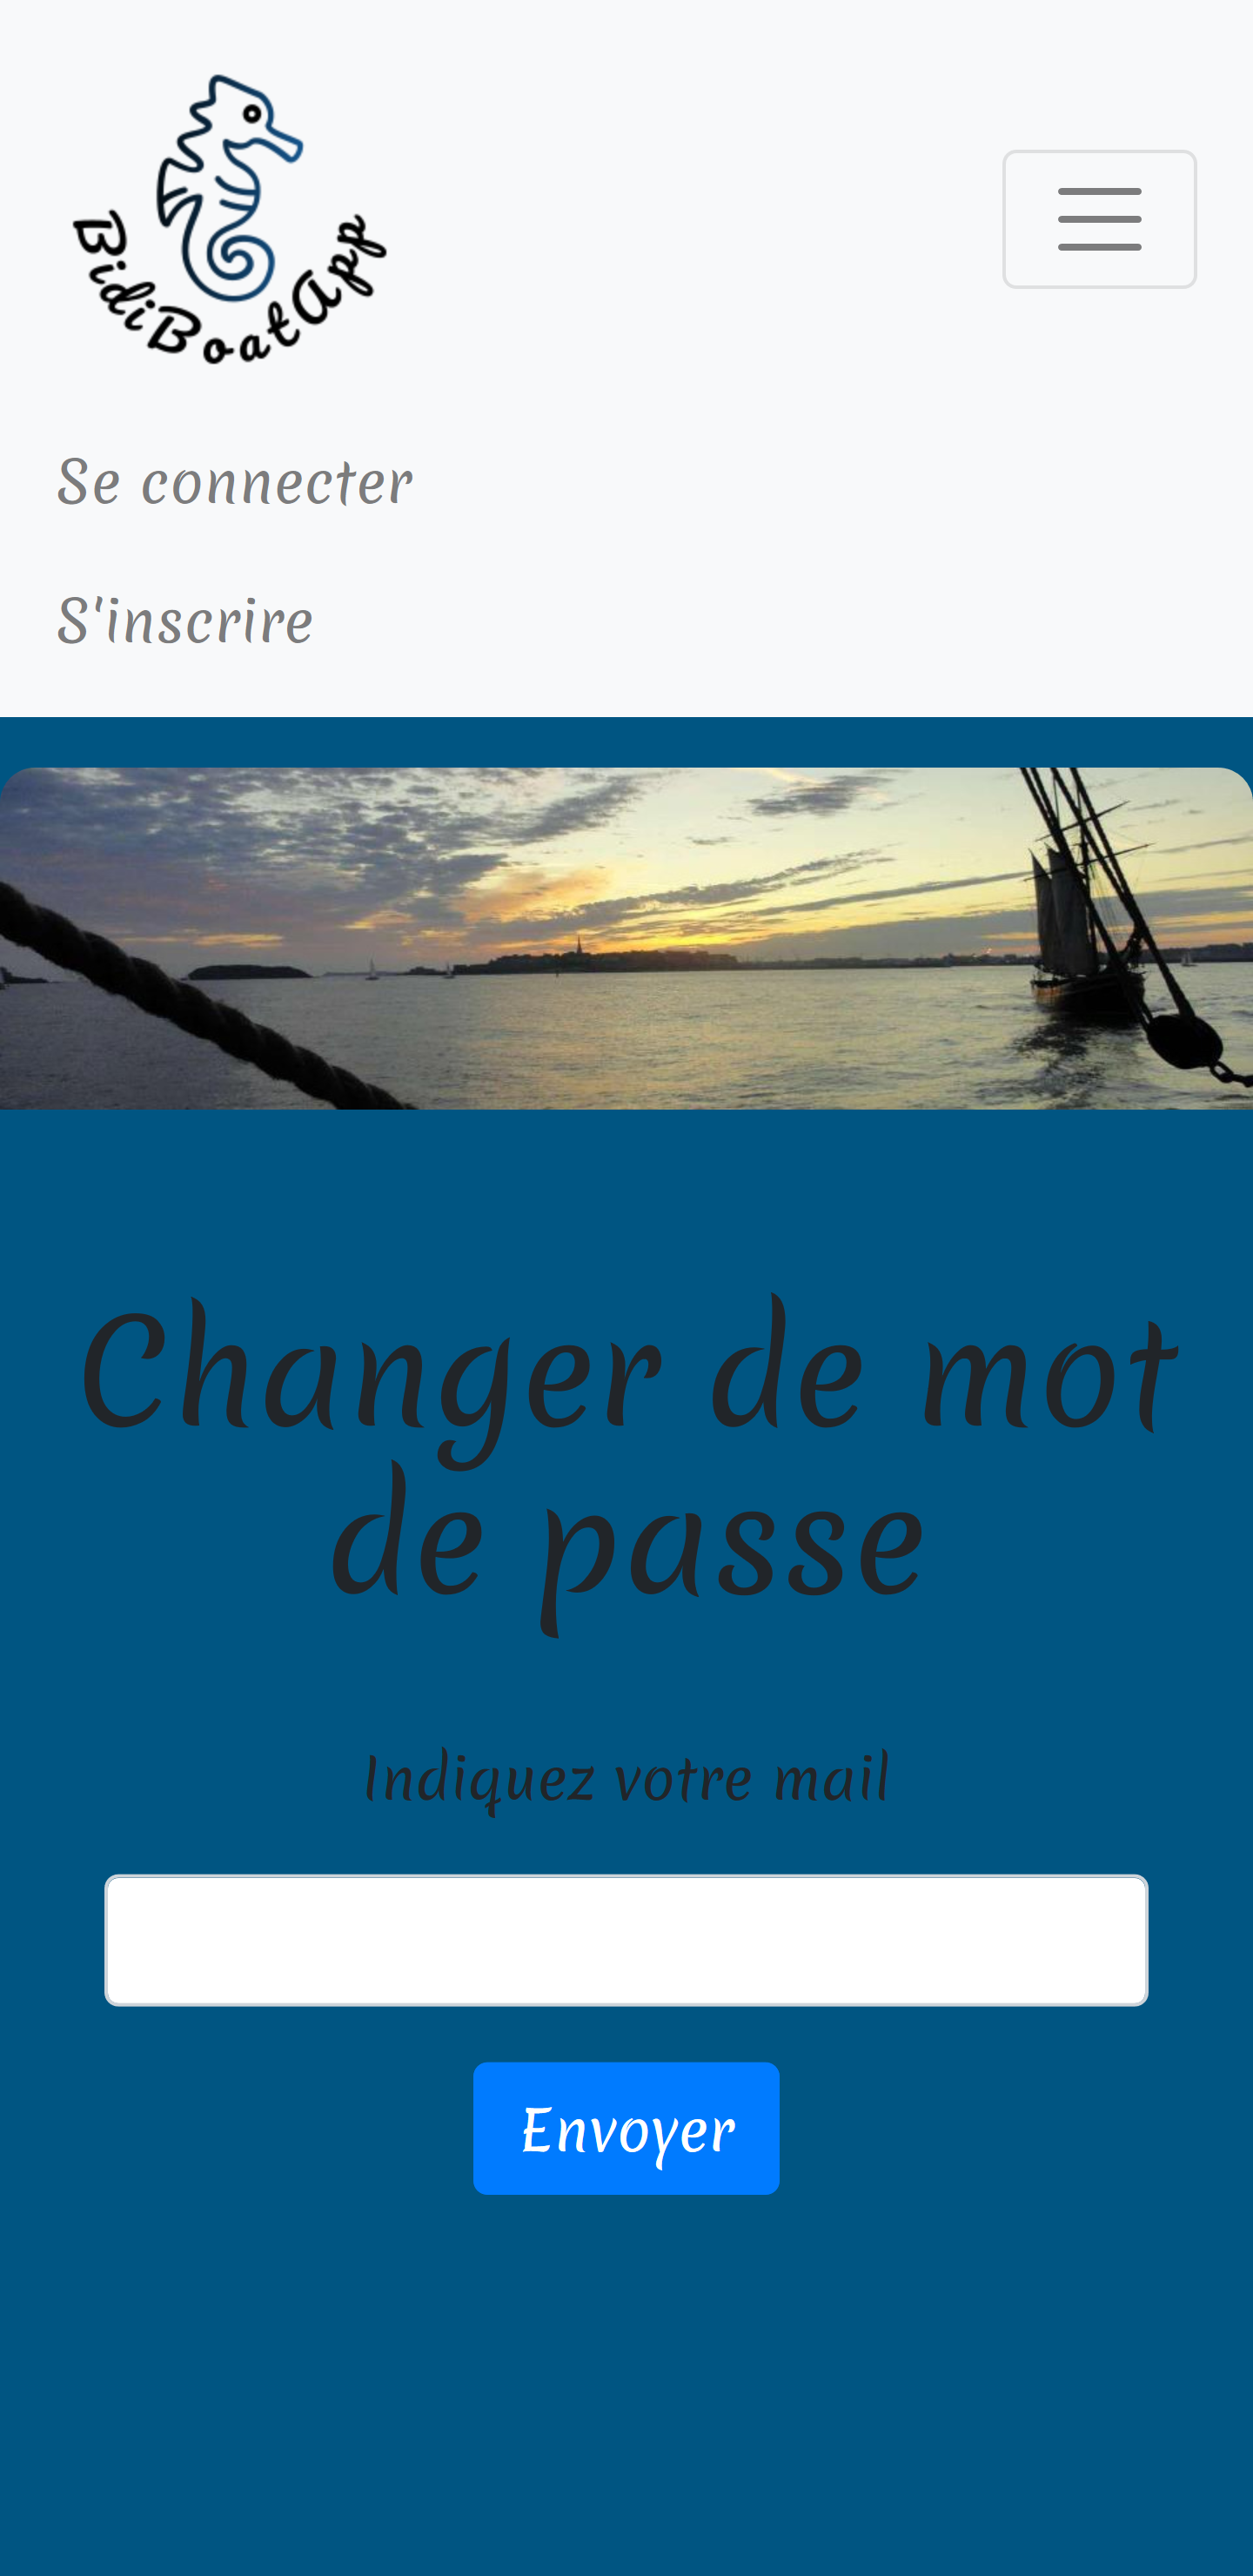 BidiBoatApp
Se connecter
S'inscrire
Changer de mot
de passe
Indiquez votre mail
Envoyer